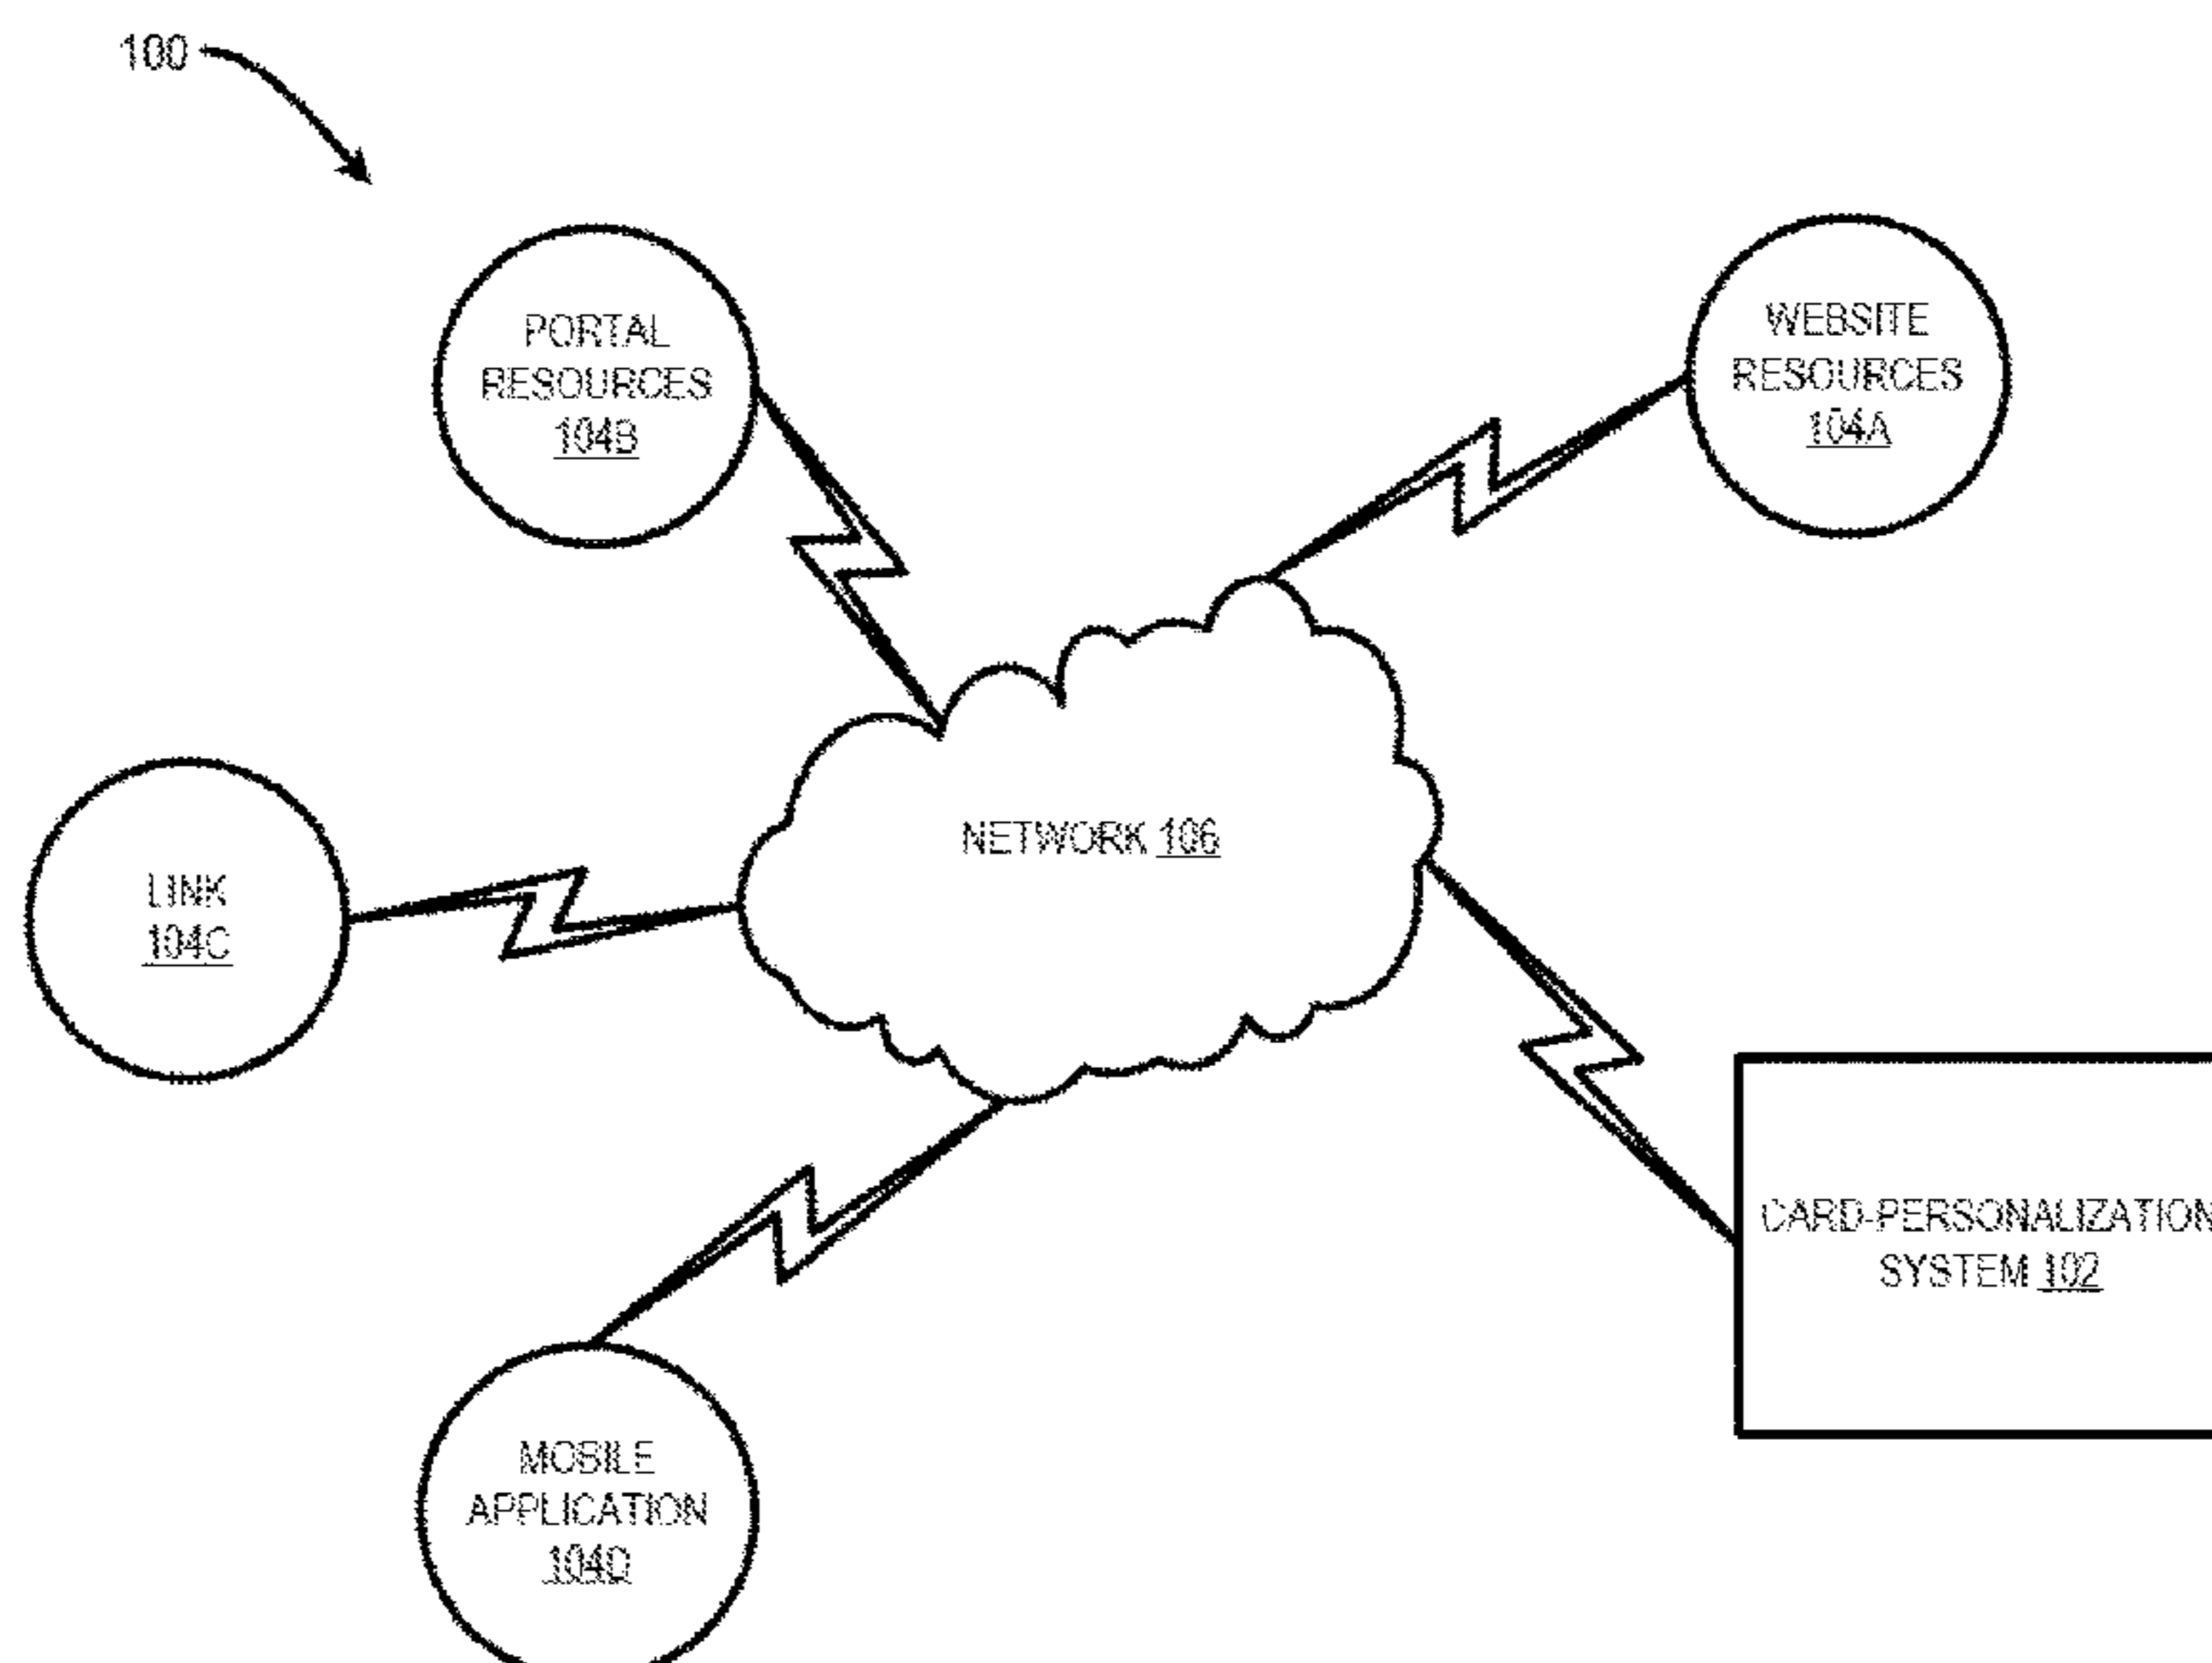 100
PORTAL
RESOURCES
104B
WEBSITE
RESOURCES
104A
NETWORK 106
LINK
104C
CARD-PERSONALIZATION
SYSTEM 102
MOBILE
APPLICATION
104D